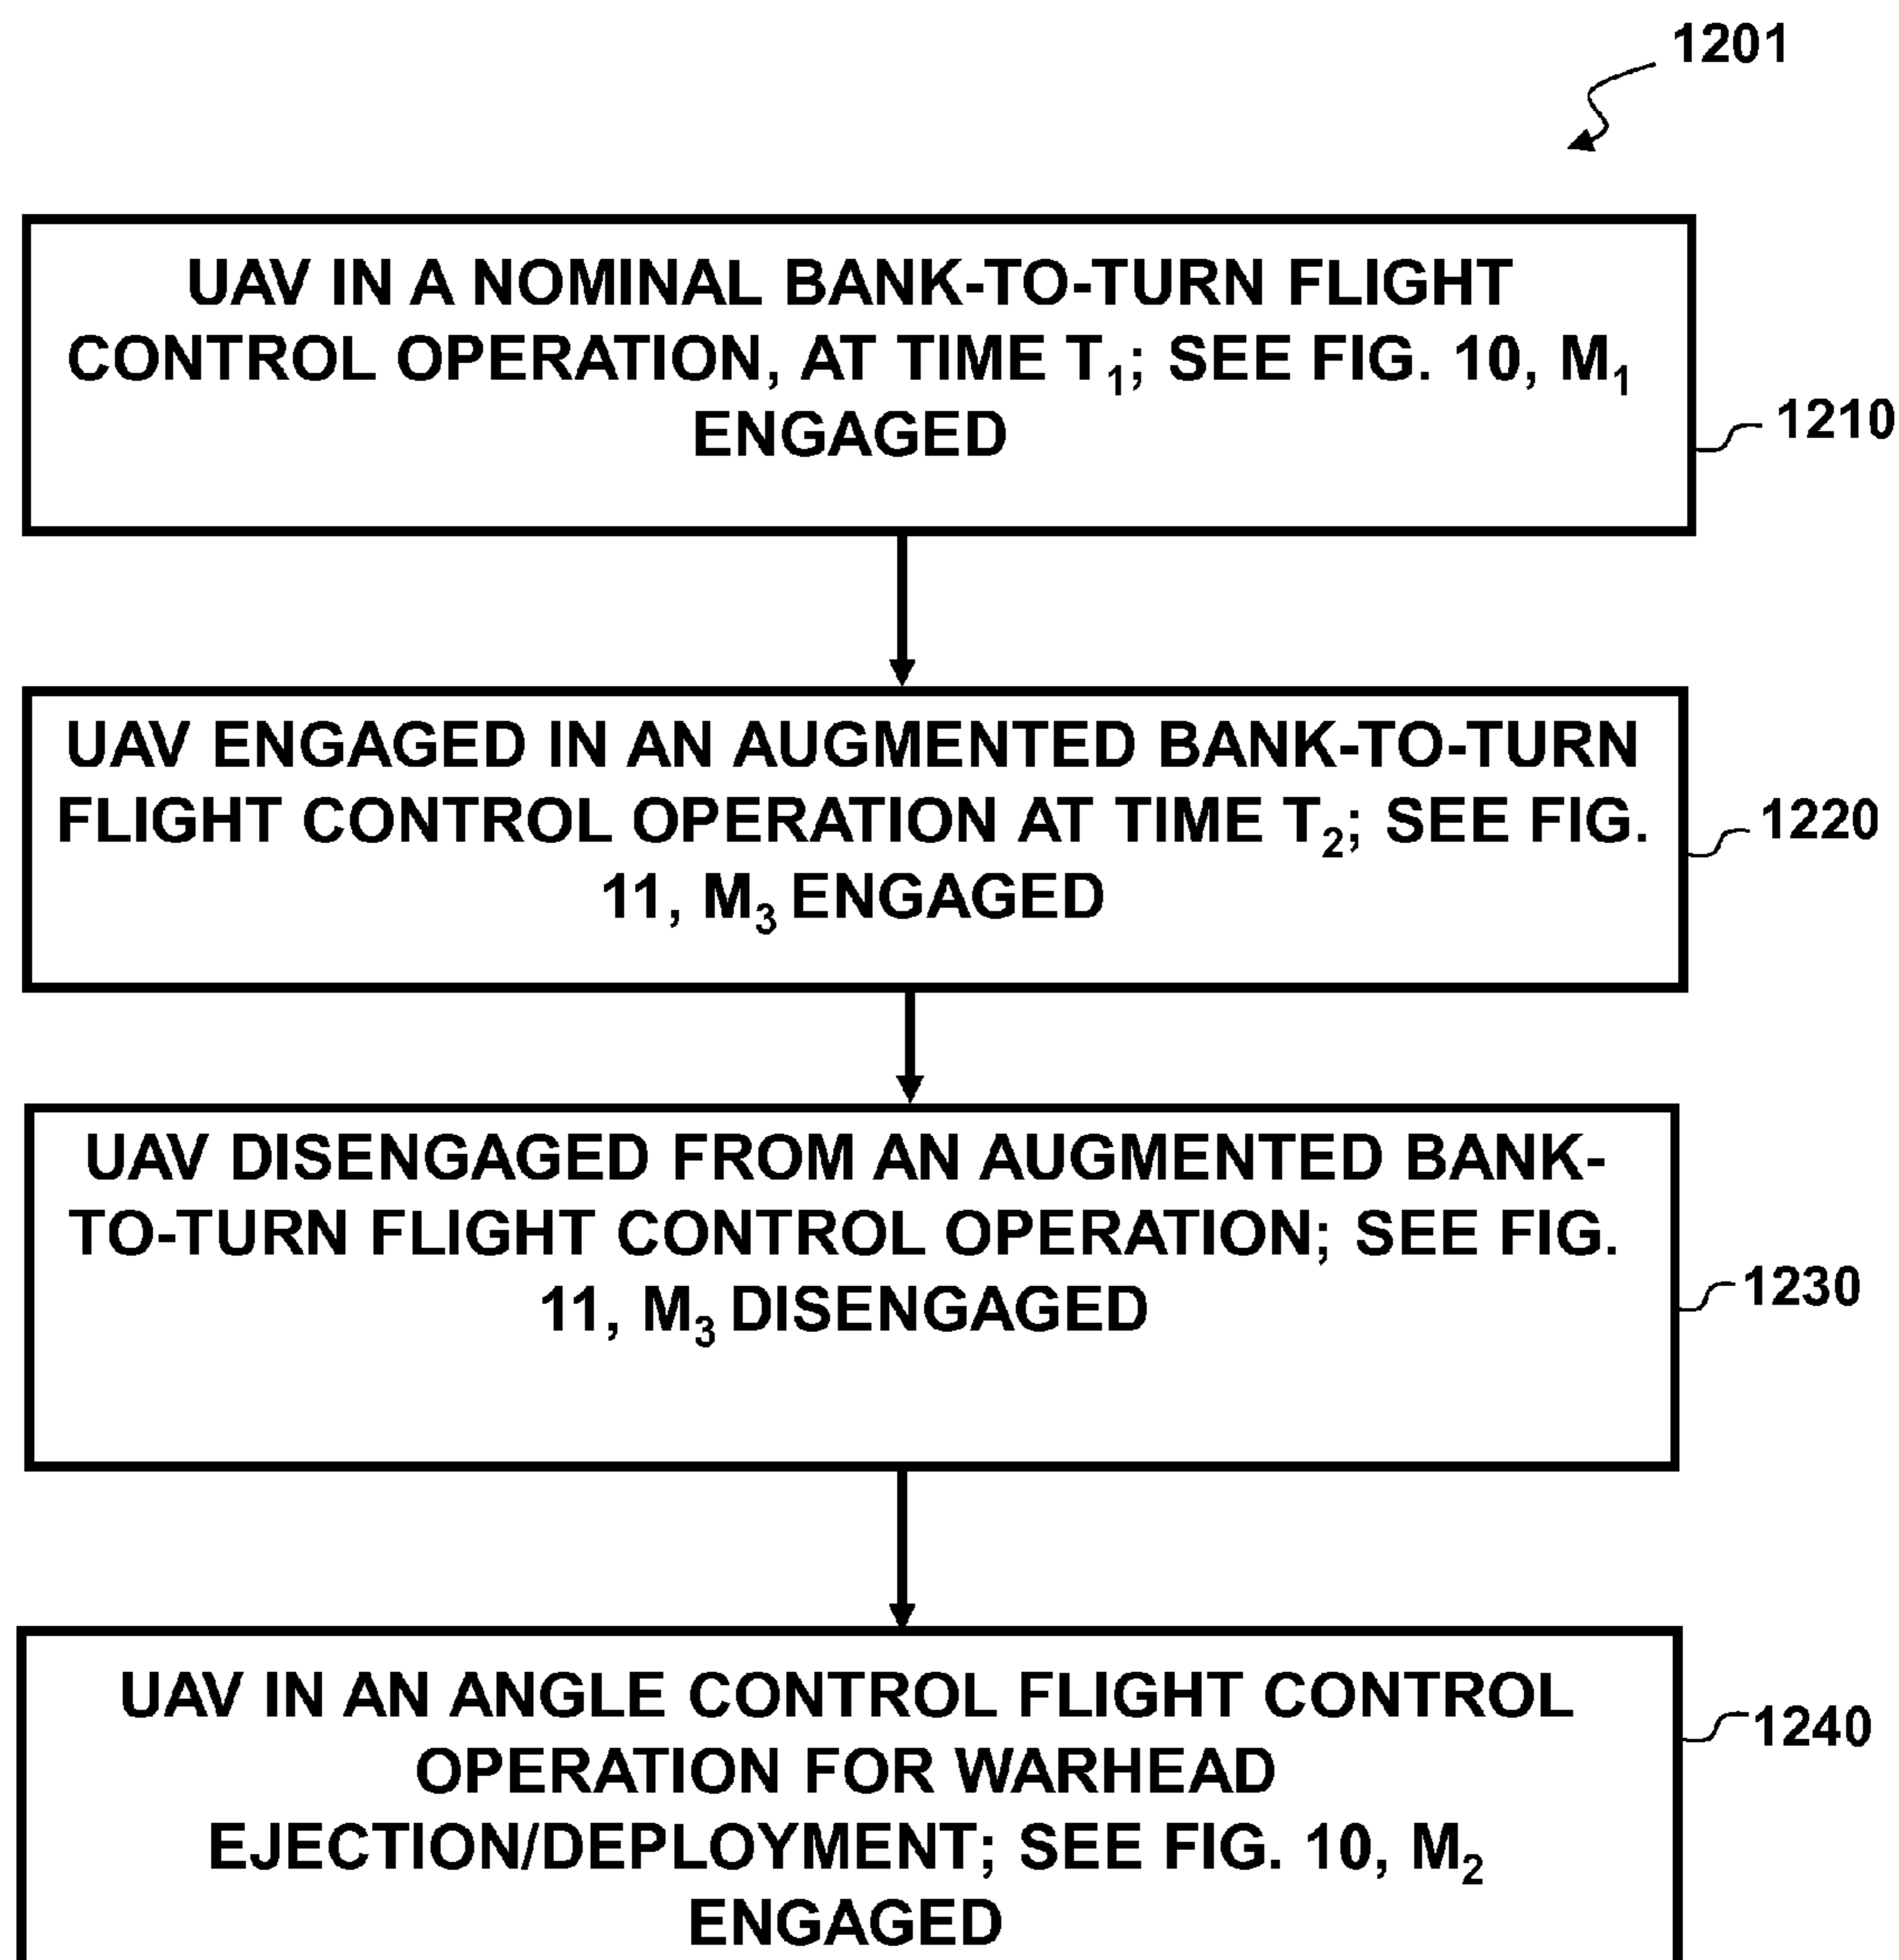 1201
UAV IN A NOMINAL BANK-TO-TURN FLIGHT
CONTROL OPERATION, AT TIME T₁; SEE FIG. 10, M₁
ENGAGED
1210
UAV ENGAGED IN AN AUGMENTED BANK-TO-TURN
FLIGHT CONTROL OPERATION AT TIME T₂; SEE FIG.
11, M₃ ENGAGED
1220
UAV DISENGAGED FROM AN AUGMENTED BANK-
TO-TURN FLIGHT CONTROL OPERATION; SEE FIG.
11, M₃ DISENGAGED
1230
UAV IN AN ANGLE CONTROL FLIGHT CONTROL
OPERATION FOR WARHEAD
EJECTION/DEPLOYMENT; SEE FIG. 10, M₂
ENGAGED
1240